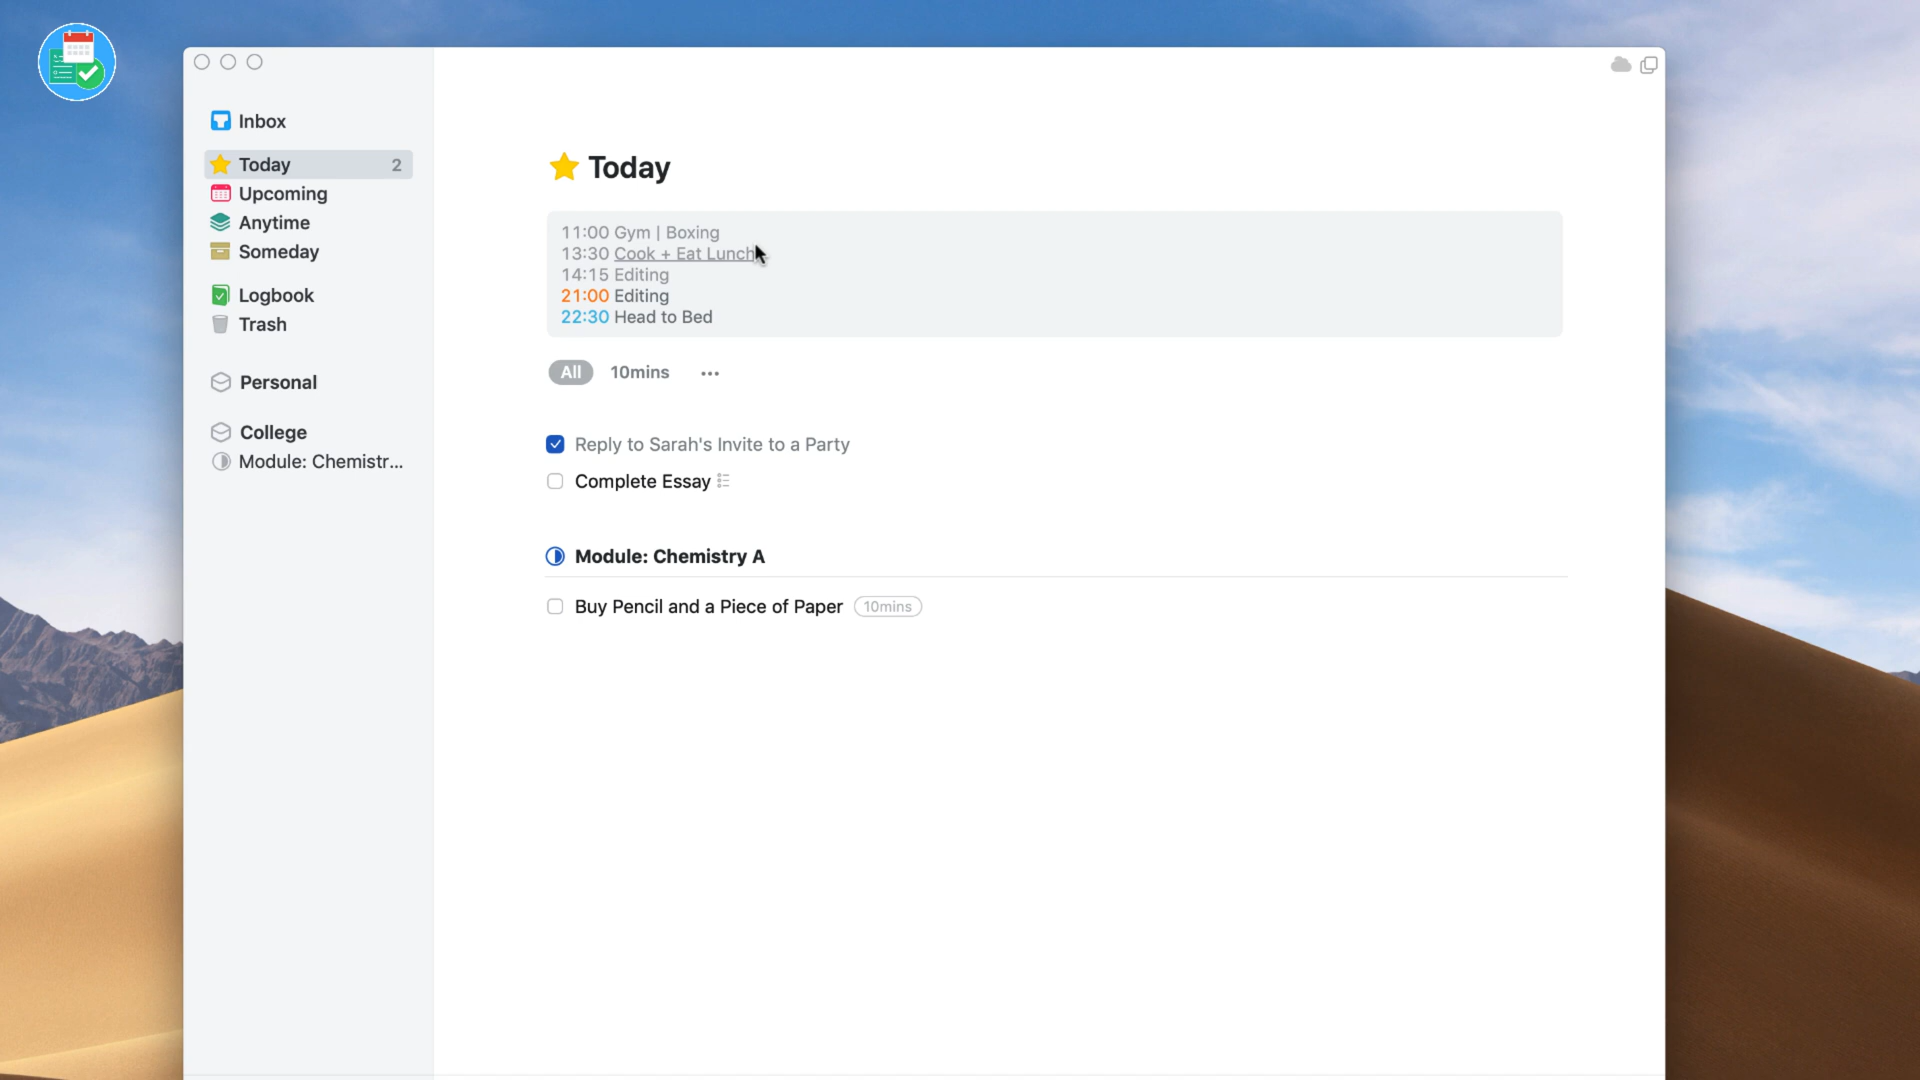 Inbox
Today 2
Upcoming
Anytime
Someday
Logbook
Trash
Personal
College
Module: Chemistr...
Today
11:00 Gym | Boxing
13:30 Cook + Eat Lunch
14:15 Editing
21:00 Editing
22:30 Head to Bed
All 10mins ...
Reply to Sarah's Invite to a Party
Complete Essay
Module: Chemistry A
Buy Pencil and a Piece of Paper 10mins